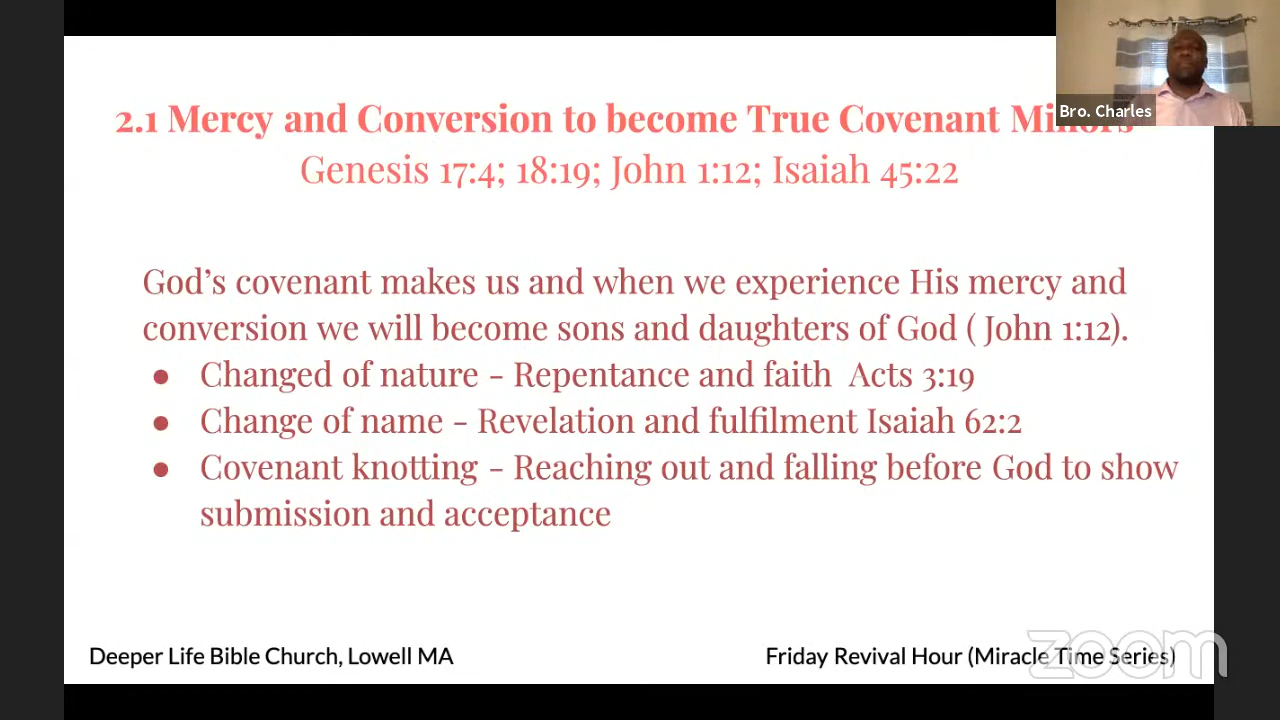 2.1 Mercy and Conversion to become True Covenant
Genesis 17:4; 18:19; John 1:12; Isaiah 45:22
Bro. Charles
God’s covenant makes us and when we experience His mercy and
conversion we will become sons and daughters of God ( John 1:12).
● Changed of nature - Repentance and faith  Acts 3:19
● Change of name - Revelation and fulfilment Isaiah 62:2
● Covenant knotting - Reaching out and falling before God to show
submission and acceptance
Deeper Life Bible Church, Lowell MA
Friday Revival Hour (Miracle Time Series)
zoom